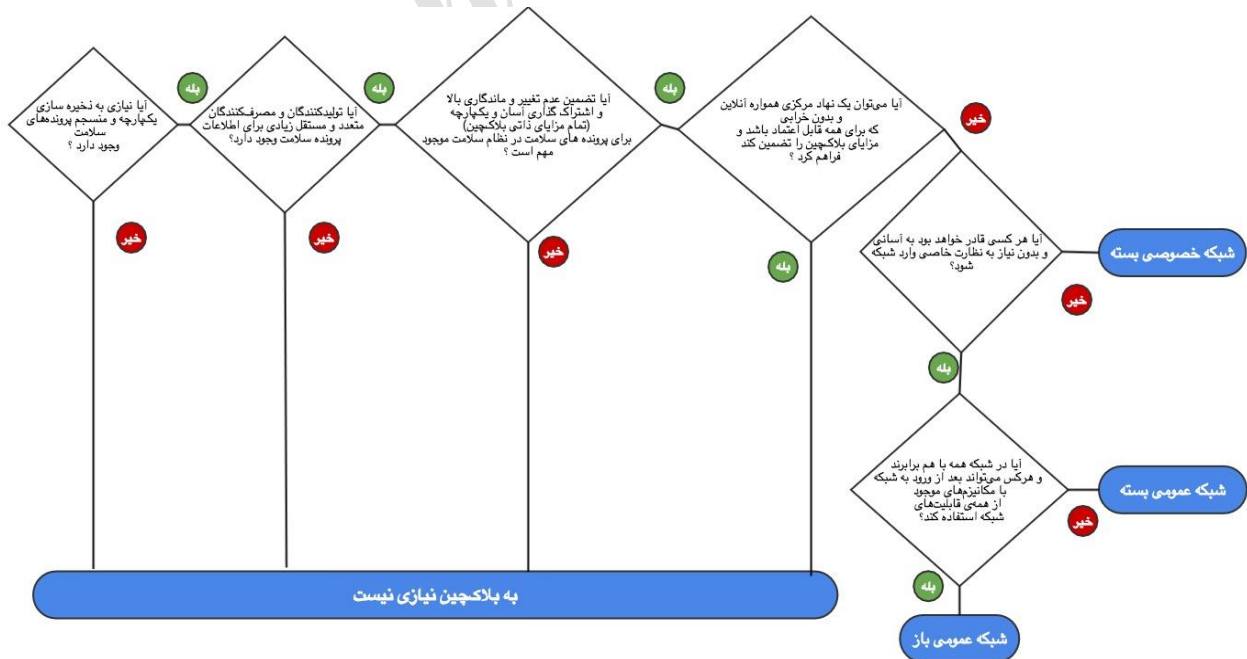 آیا نیازی به ذخیره سازی
یکپارچه و منسجم پرونده‌های
سلامت
وجود دارد ؟
بله
خیر
آیا تولیدکنندگان و مصرف‌کنندگان
متعدد و مستقل زیادی برای اطلاعات
پرونده سلامت وجود دارد؟
بله
خیر
آیا تضمین عدم تغییر و ماندگاری بالا
و اشتراک گذاری آسان و یکپارچه
(تمام مزایای ذاتی بلاکچین)
برای پرونده های سلامت در نظام سلامت موجود
مهم است ؟
بله
خیر
آیا می‌توان یک نهاد مرکزی همواره آنلاین
و بدون خرابی
که برای همه قابل اعتماد باشد و
مزایای بلاکچین را تضمین کند
فراهم کرد ؟
خیر
بله
آیا هر کسی قادر خواهد بود به آسانی
و بدون نیاز به نظارت خاصی وارد شبکه
شود؟
خیر
شبکه خصوصی بسته
بله
آیا در شبکه همه با هم برابرند
و هرکس می‌تواند بعد از ورود به شبکه
با مکانیزم‌های موجود
از همه‌ی قابلیت‌های
شبکه استفاده کند؟
خیر
شبکه عمومی بسته
بله
شبکه عمومی باز
به بلاکچین نیازی نیست